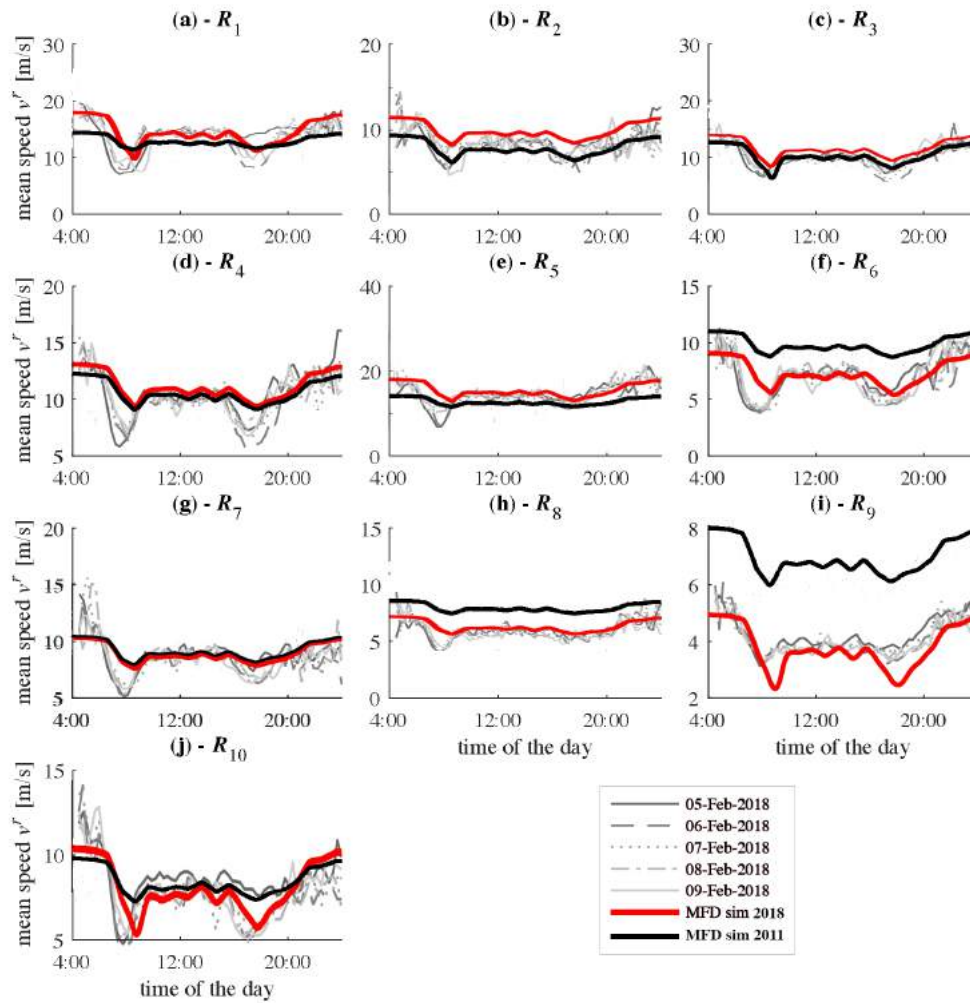 (a) - R1
(b) - R2
(c) - R3
mean speed v^r [m/s]
30
20
10
0
4:00
12:00
20:00
20
10
0
4:00
12:00
20:00
30
20
10
0
4:00
12:00
20:00
(d) - R4
(e) - R5
(f) - R6
mean speed v^r [m/s]
20
15
10
5
4:00
12:00
20:00
40
20
0
4:00
12:00
20:00
15
10
5
0
4:00
12:00
20:00
(g) - R7
(h) - R8
(i) - R9
mean speed v^r [m/s]
20
15
10
5
4:00
12:00
20:00
15
10
5
0
4:00
12:00
20:00
time of the day
8
6
4
2
4:00
12:00
20:00
time of the day
(j) - R10
mean speed v^r [m/s]
15
10
5
4:00
12:00
20:00
time of the day
05-Feb-2018
06-Feb-2018
07-Feb-2018
08-Feb-2018
09-Feb-2018
MFD sim 2018
MFD sim 2011